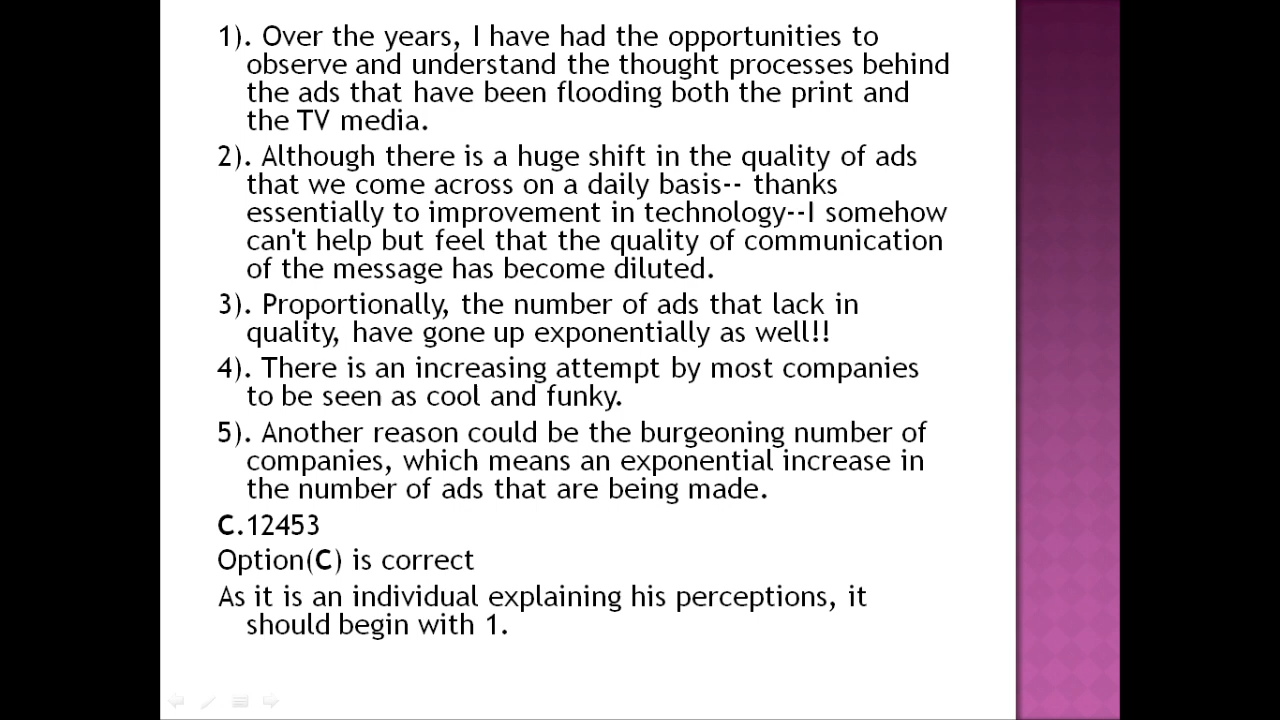 1). Over the years, I have had the opportunities to
observe and understand the thought processes behind
the ads that have been flooding both the print and
the TV media.
2). Although there is a huge shift in the quality of ads
that we come across on a daily basis-- thanks
essentially to improvement in technology--I somehow
can't help but feel that the quality of communication
of the message has become diluted.
3). Proportionally, the number of ads that lack in
quality, have gone up exponentially as well!!
4). There is an increasing attempt by most companies
to be seen as cool and funky.
5). Another reason could be the burgeoning number of
companies, which means an exponential increase in
the number of ads that are being made.
C.12453
Option(C) is correct
As it is an individual explaining his perceptions, it
should begin with 1.